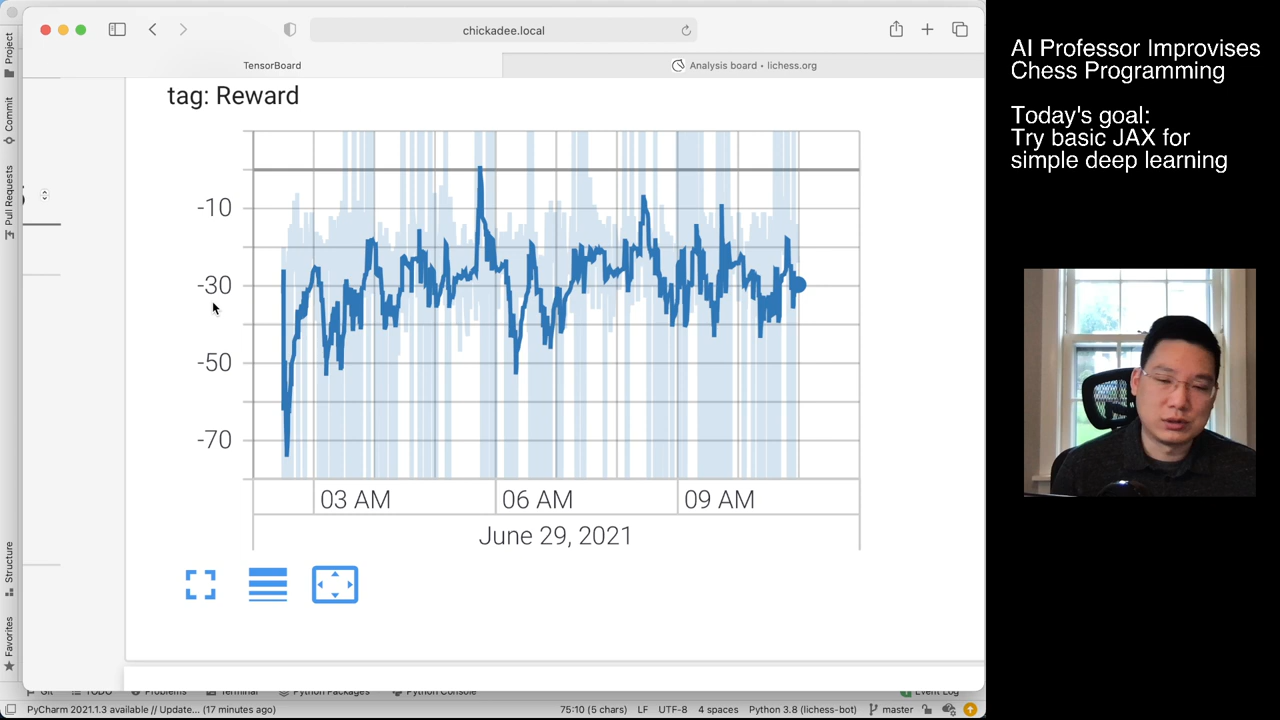 chickadee.local
TensorBoard
Analysis board • lichess.org
Project
Commit
Pull Requests
Structure
Favorites
tag: Reward
-10
-30
-50
-70
03 AM
06 AM
09 AM
June 29, 2021
Git
TODO
Problems
Terminal
Python Packages
Python Console
Event Log
PyCharm 2021.1.3 available // Update... (17 minutes ago)
75:10 (5 chars)
LF
UTF-8
4 spaces
Python 3.8 (lichess-bot)
master
AI Professor Improvises
Chess Programming
Today's goal:
Try basic JAX for
simple deep learning